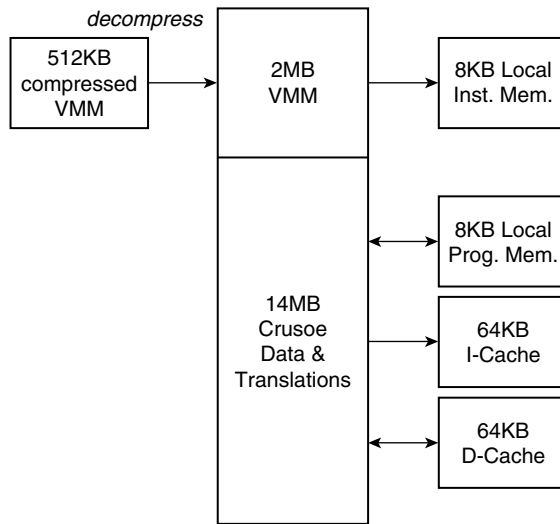 decompress
512KB
compressed
VMM
2MB
VMM
8KB Local
Inst. Mem.
8KB Local
Prog. Mem.
14MB
Crusoe
Data &
Translations
64KB
I-Cache
64KB
D-Cache